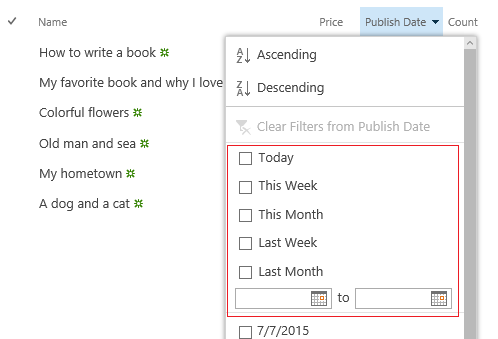 Name Price Publish Date Count
How to write a book
My favorite book and why I love
Colorful flowers
Old man and sea
My hometown
A dog and a cat
Ascending
Descending
Clear Filters from Publish Date
Today
This Week
This Month
Last Week
Last Month
to
7/7/2015